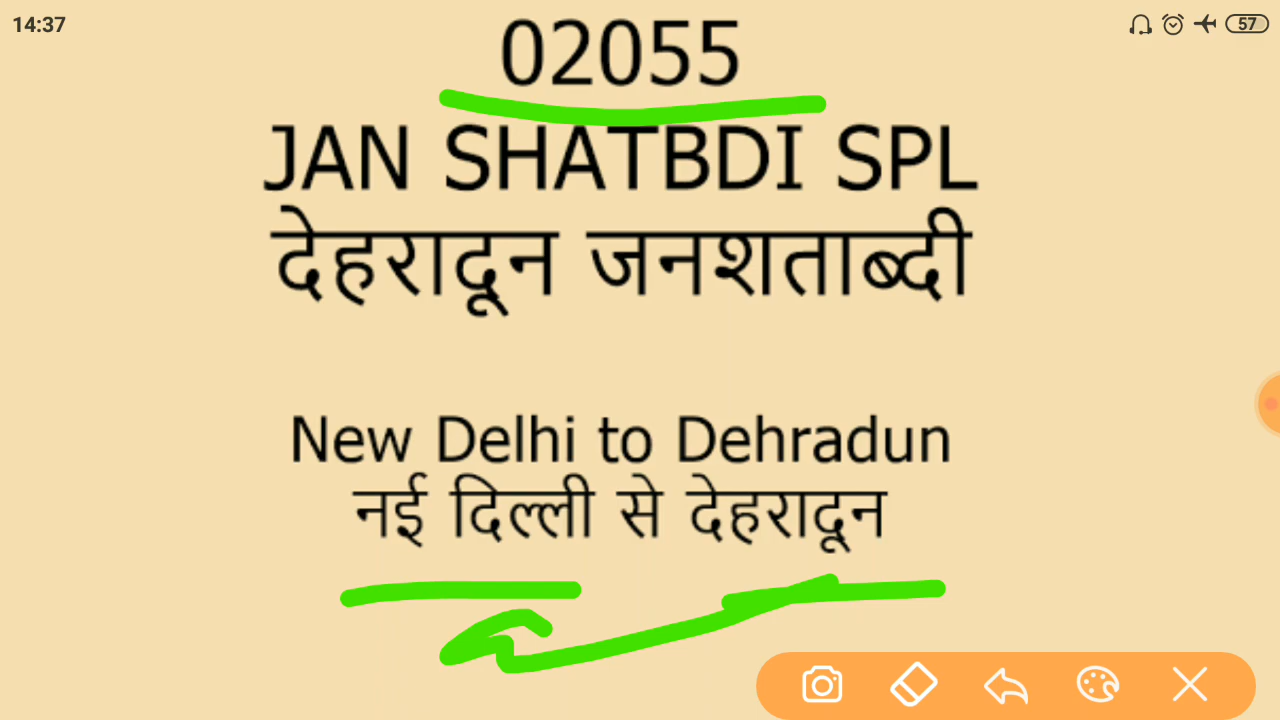 14:37
57
02055
JAN SHATBDI SPL
देहरादून जनशताब्दी
New Delhi to Dehradun
नई दिल्ली से देहरादून